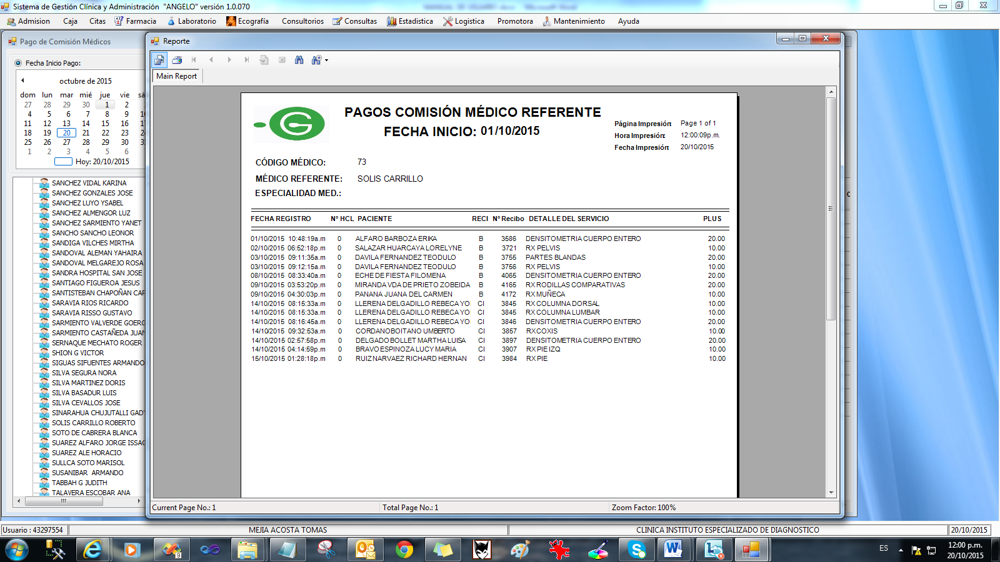 Sistema de Gestión Clínica y Administración "ANGELO" versión 1.0.070
Admision Caja Citas Farmacia Laboratorio Ecografía Consultorios Consultas Estadistica Logistica Promotora Mantenimiento Ayuda
Pago de Comisión Médicos
Fecha Inicio Pago:
octubre de 2015
dom lun mar mié jue vie sá
27 28 29 30 1 2
4 5 6 7 8 9 10
11 12 13 14 15 16 17
18 19 20 21 22 23 24
25 26 27 28 29 30 31
1 2 3 4 5 6
Hoy: 20/10/2015
SANCHEZ VIDAL KARINA
SANCHEZ GONZALES JOSE
SANCHEZ LUYO YSABEL
SANCHEZ ALMENGOR LUZ
SANCHEZ SARMIENTO YANET
SANCHO SANCHO LEONOR
SANDIGA VILCHES MIRTHA
SANDOVAL ALEMAN YAHAIRA
SANDOVAL MELGAREJO ROSA
SANDRA HOSPITAL SAN JOSE
SANTIAGO FIGUEROA JESUS
SANTISTEBAN CHAPOÑAN CAR
SARAVIA RIOS RICARDO
SARAVIA RISSO GUSTAVO
SARMIENTO VALVERDE GOERG
SARMIENTO CASTAÑEDA JUAN
SERNAQUE MECHATO ROGER
SHION G VICTOR
SIGUAS SIFUENTES ARMANDO
SILVA SEGURA NORA
SILVA MARTINEZ DORIS
SILVA BASADUR LUIS
SILVA CEVALLOS JOSE
SINARAHUA CHUJUTALLI GAD
SOLIS CARRILLO ROBERTO
SOTO DE CABRERA BLANCA
SUAREZ ALFARO JORGE ISSAC
SUAREZ ALE HORACIO
SULLCA SOTO MARISOL
SUSANIBAR ARMANDO
TABBAH G JUDITH
TALAVERA ESCOBAR ANA
Reporte
Main Report
PAGOS COMISIÓN MÉDICO REFERENTE
FECHA INICIO: 01/10/2015
Página Impresión: Page 1 of 1
Hora Impresión: 12:00:09p.m.
Fecha Impresión: 20/10/2015
CÓDIGO MÉDICO: 73
MÉDICO REFERENTE: SOLIS CARRILLO
ESPECIALIDAD MED.:
FECHA REGISTRO Nº HCL PACIENTE RECI Nº Recibo DETALLE DEL SERVICIO PLUS
01/10/2015 10:48:19a.m 0 ALFARO BARBOZA ERIKA B 3586 DENSITOMETRIA CUERPO ENTERO 20.00
02/10/2015 06:52:18p.m 0 SALAZAR HUARCAYA LORELYNE B 3721 RX PELVIS 10.00
03/10/2015 09:11:35a.m 0 DAVILA FERNANDEZ TEODULO B 3755 PARTES BLANDAS 20.00
03/10/2015 09:12:15a.m 0 DAVILA FERNANDEZ TEODULO B 3756 RX PELVIS 10.00
08/10/2015 08:33:40a.m 0 ECHE DE FIESTA FILOMENA B 4065 DENSITOMETRIA CUERPO ENTERO 20.00
09/10/2015 03:53:20p.m 0 MIRANDA VDA DE PRIETO ZOBEIDA B 4165 RX RODILLAS COMPARATIVAS 20.00
09/10/2015 04:30:03p.m 0 PANANA JUANA DEL CARMEN B 4172 RX MUÑECA 10.00
14/10/2015 08:15:33a.m 0 LLERENA DELGADILLO REBECA YO CI 3845 RX COLUMNA DORSAL 10.00
14/10/2015 08:15:33a.m 0 LLERENA DELGADILLO REBECA YO CI 3845 RX COLUMNA LUMBAR 10.00
14/10/2015 08:16:45a.m 0 LLERENA DELGADILLO REBECA YO CI 3846 DENSITOMETRIA CUERPO ENTERO 20.00
14/10/2015 09:32:53a.m 0 CORDANO BOITANO UMBERTO CI 3857 RX COXIS 10.00
14/10/2015 02:57:58p.m 0 DELGADO BOLLET MARTHA LUISA CI 3897 DENSITOMETRIA CUERPO ENTERO 20.00
14/10/2015 04:14:59p.m 0 BRAVO ESPINOZA LUCY MARIA CI 3907 RX PIE IZQ 10.00
15/10/2015 01:28:18p.m 0 RUIZ NARVAEZ RICHARD HERNAN CI 3984 RX PIE 10.00
Current Page No.: 1 Total Page No.: 1 Zoom Factor: 100%
Usuario : 43297554 MEJIA ACOSTA TOMAS CLINICA INSTITUTO ESPECIALIZADO DE DIAGNOSTICO 20/10/2015
ES 12:00 p.m.
20/10/2015